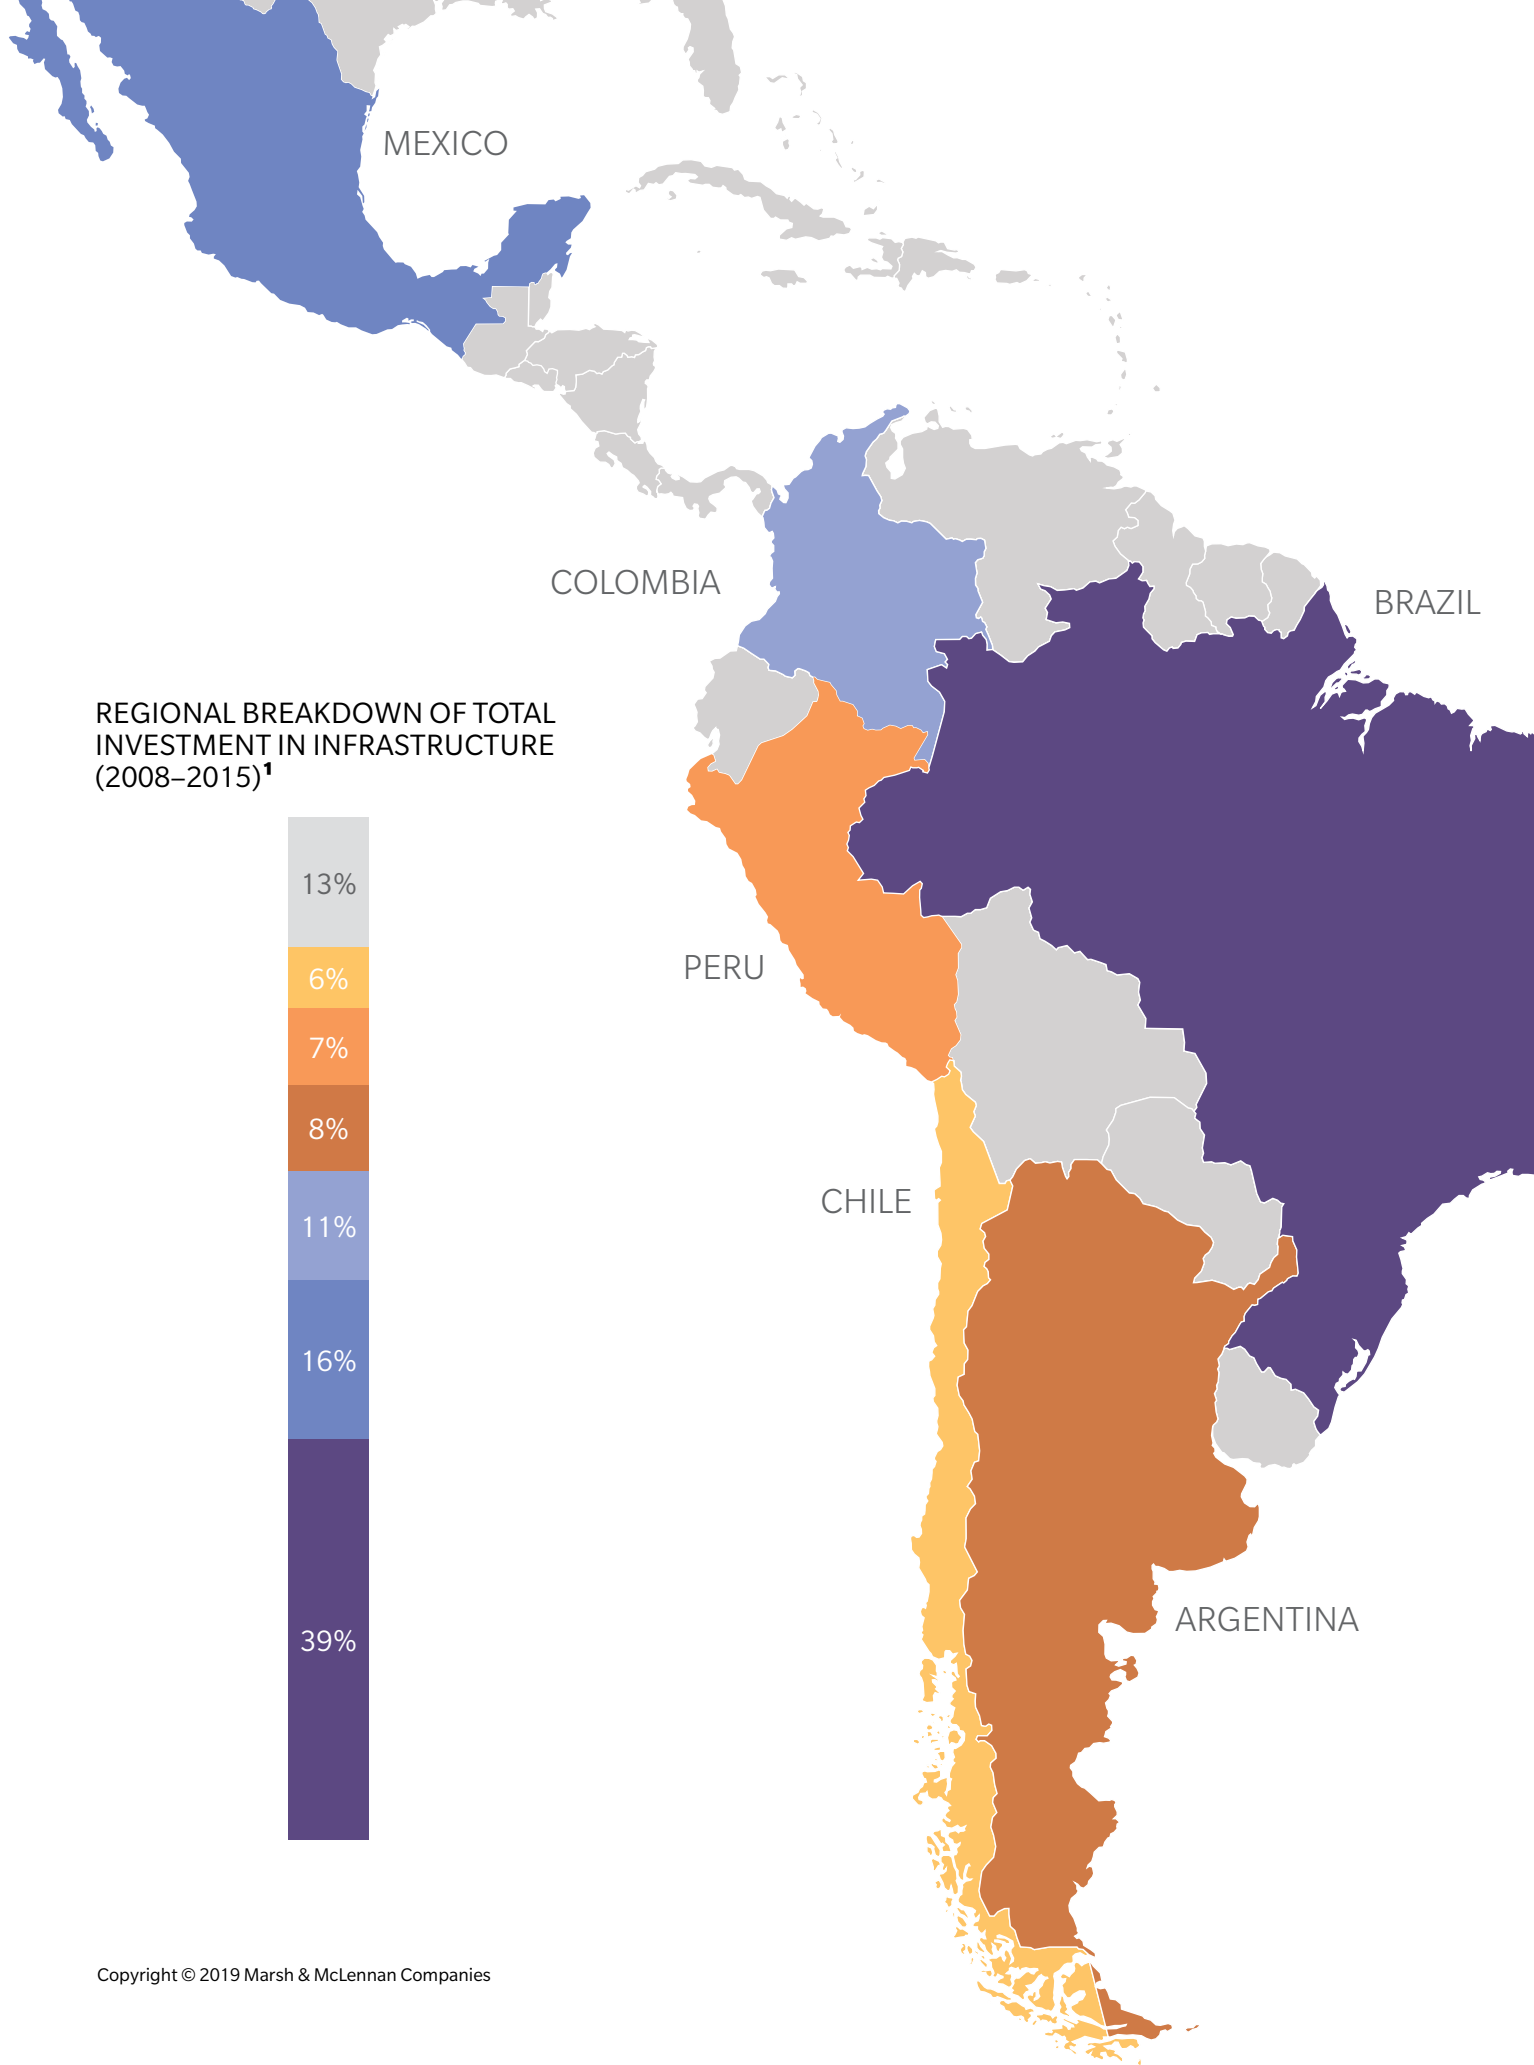 MEXICO
COLOMBIA
BRAZIL
REGIONAL BREAKDOWN OF TOTAL
INVESTMENT IN INFRASTRUCTURE
(2008–2015)¹
13%
6%
PERU
7%
8%
CHILE
11%
16%
ARGENTINA
39%
Copyright © 2019 Marsh & McLennan Companies